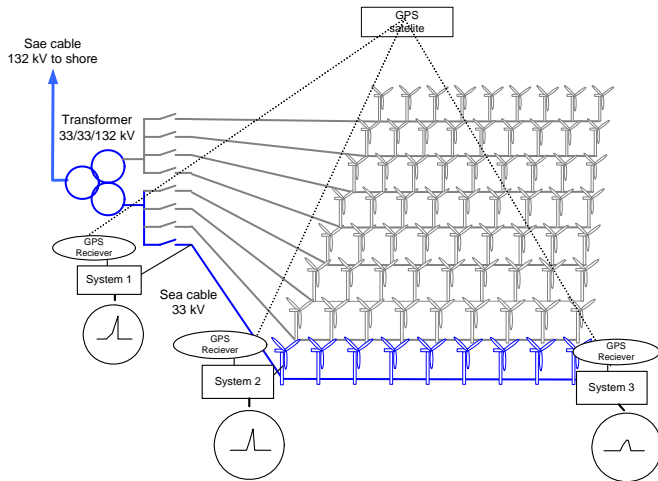 GPS
satelite
Sae cable
132 kV to shore
Transformer
33/33/132 kV
GPS
Reciever
System 1
Sea cable
33 kV
GPS
Reciever
System 2
GPS
Reciever
System 3